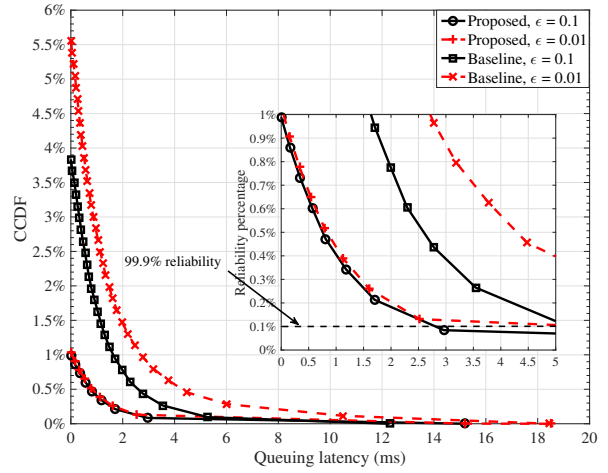 6%
5.5%
5%
4.5%
4%
3.5%
3%
2.5%
2%
1.5%
1%
0.5%
0%
CCDF
0 2 4 6 8 10 12 14 16 18 20
Queuing latency (ms)
Proposed, ϵ = 0.1
Proposed, ϵ = 0.01
Baseline, ϵ = 0.1
Baseline, ϵ = 0.01
1%
0.9%
0.8%
0.7%
0.6%
0.5%
0.4%
0.3%
0.2%
0.1%
0%
Reliability percentage
0 0.5 1 1.5 2 2.5 3 3.5 4 4.5 5
99.9% reliability